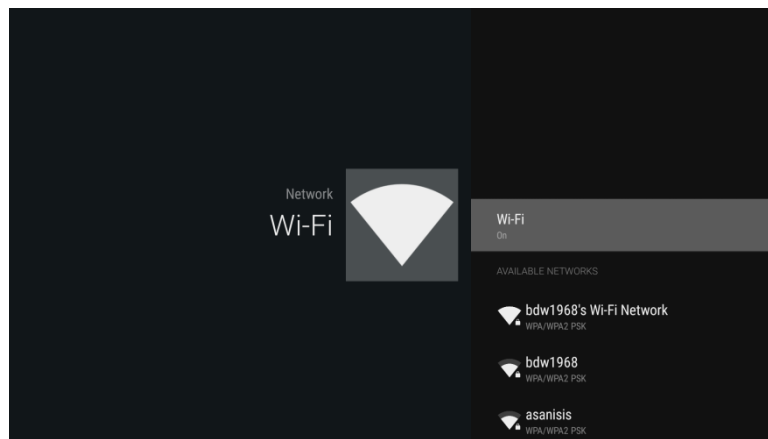 Network
Wi-Fi
Wi-Fi
On
AVAILABLE NETWORKS
bdw1968's Wi-Fi Network
WPA/WPA2 PSK
bdw1968
WPA/WPA2 PSK
asanisis
WPA/WPA2 PSK